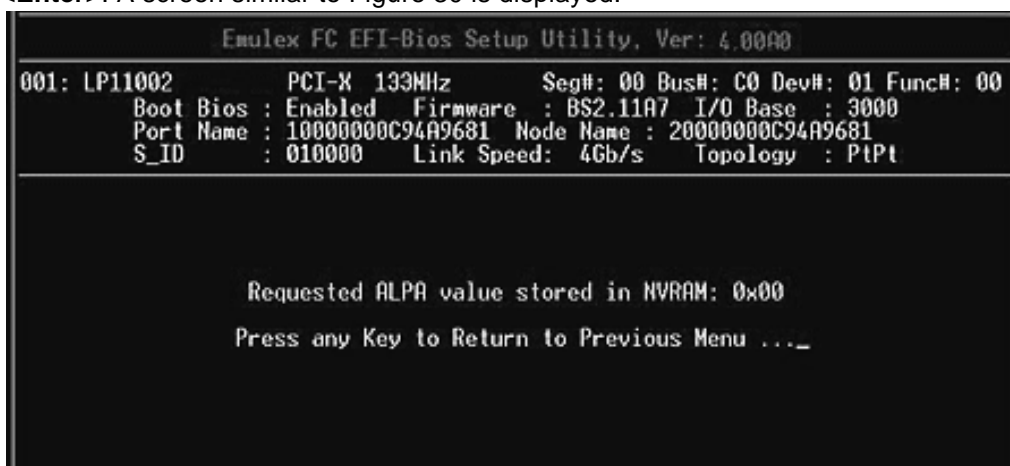 <Enter>. A screen similar to Figure 36 is displayed.
Emulex FC EFI-Bios Setup Utility, Ver: 4.00A0
001: LP11002 PCI-X 133MHz Seg#: 00 Bus#: C0 Dev#: 01 Func#: 00
Boot Bios : Enabled Firmware : BS2.11A7 I/O Base : 3000
Port Name : 10000000C94A9681 Node Name : 20000000C94A9681
S_ID : 010000 Link Speed: 4Gb/s Topology : PtPt
Requested ALPA value stored in NVRAM: 0x00
Press any Key to Return to Previous Menu ..._